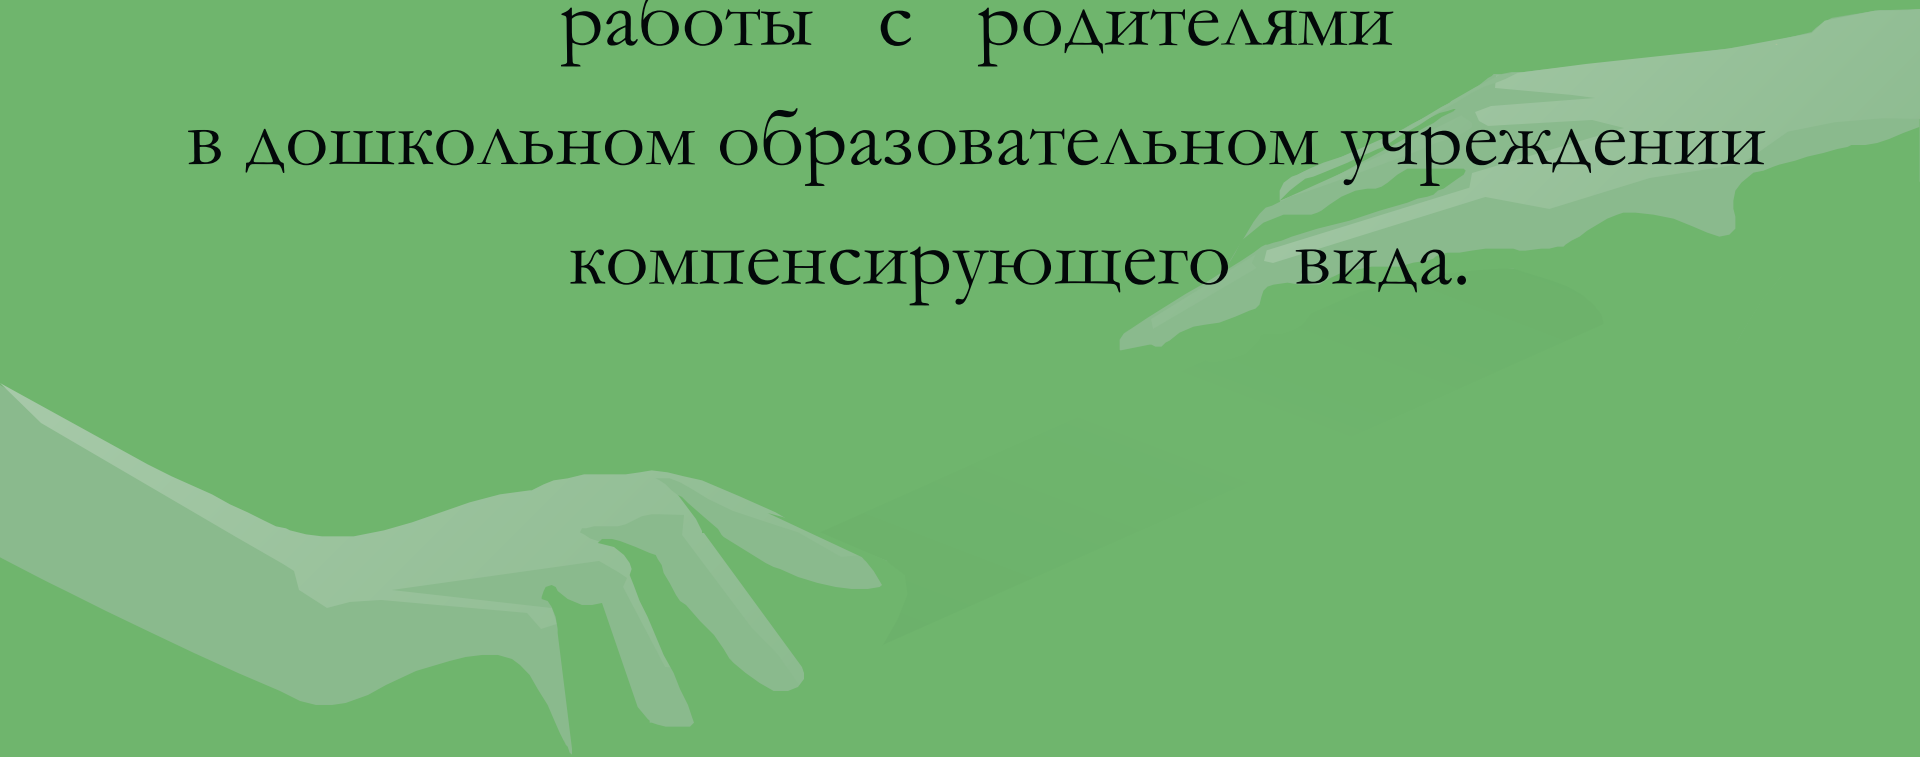 работы с родителями
в дошкольном образовательном учреждении
компенсирующего вида.